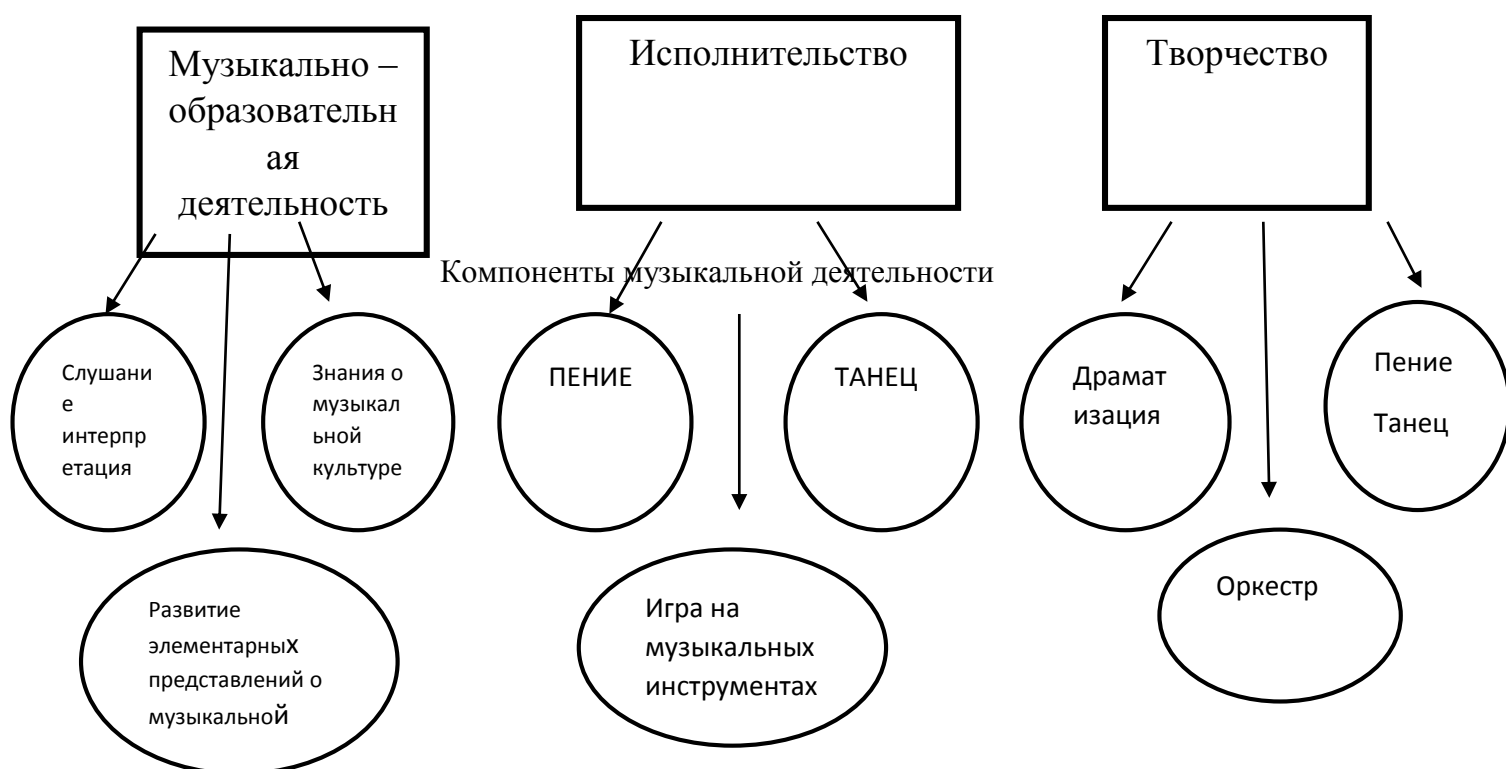 Музыкально –
образовательн
ая
деятельность
Исполнительство
Творчество
Компоненты музыкальной деятельности
Слушани
е
интерпр
етация
Знания о
музыкал
ьной
культуре
ПЕНИЕ
ТАНЕЦ
Драмат
изация
Пение
Танец
Развитие
элементарных
представлений о
музыкальной
Игра на
музыкальных
инструментах
Оркестр